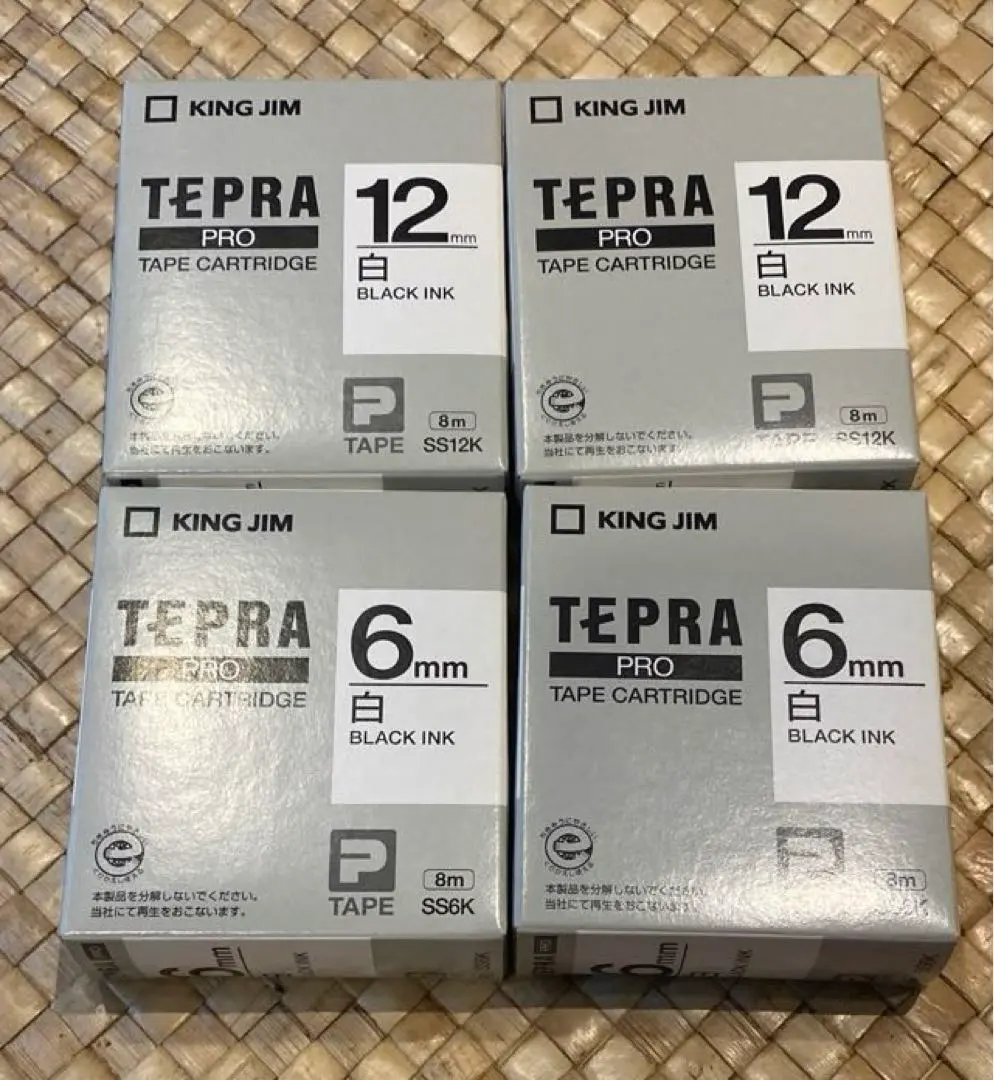 KING JIM
TEPRA
PRO
TAPE CARTRIDGE
12mm
白
BLACK INK
本製品を分解しないでください。
当社にて再生をおこないます。
TAPE
8m
SS12K
KING JIM
TEPRA
PRO
TAPE CARTRIDGE
12mm
白
BLACK INK
本製品を分解しないでください。
当社にて再生をおこないます。
TAPE
8m
SS12K
KING JIM
TEPRA
PRO
TAPE CARTRIDGE
6mm
白
BLACK INK
本製品を分解しないでください。
当社にて再生をおこないます。
TAPE
8m
SS6K
KING JIM
TEPRA
PRO
TAPE CARTRIDGE
6mm
白
BLACK INK
本製品を分解しないでください。
当社にて再生をおこないます。
8m